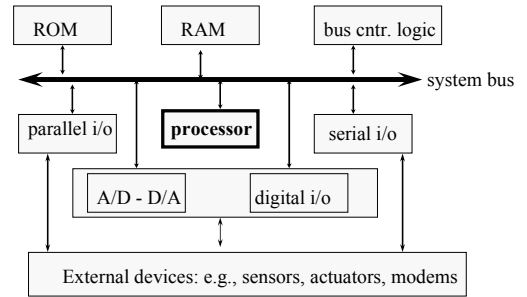 ROM
RAM
bus cntr. logic
system bus
parallel i/o
processor
serial i/o
A/D - D/A
digital i/o
External devices: e.g., sensors, actuators, modems